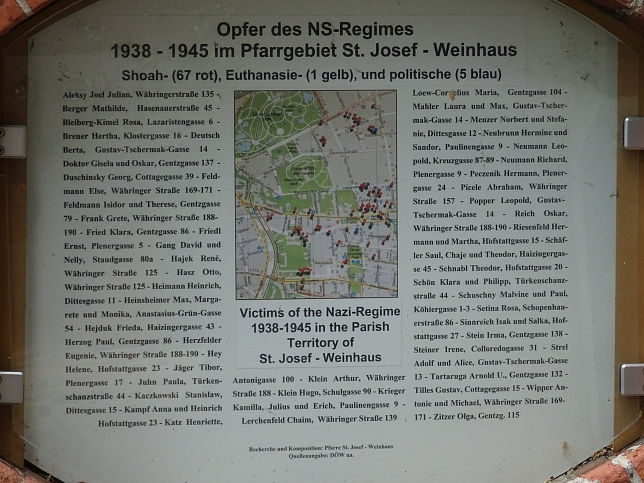 Opfer des NS-Regimes
1938 - 1945 im Pfarrgebiet St. Josef - Weinhaus
Shoah- (67 rot), Euthanasie- (1 gelb), und politische (5 blau)
Aleksy Joel Julian, Währingerstraße 135 -
Berger Mathilde, Hasenauerstraße 45 -
Bleiberg-Kimel Rosa, Lazaristengasse 6 -
Breuer Hertha, Klostergasse 16 - Deutsch
Berta, Gustav-Tschermak-Gasse 14 -
Doktor Gisela und Oskar, Gentzgasse 137 -
Duschinsky Georg, Cottagegasse 39 - Feld-
mann Else, Währinger Straße 169-171 -
Feldmann Isidor und Therese, Gentzgasse
79 - Frank Grete, Währinger Straße 188-
190 - Fried Klara, Gentzgasse 86 - Friedl
Ernst, Plenergasse 5 - Gang David und
Nelly, Staudgasse 80a - Hajek René,
Währinger Straße 125 - Hasz Otto,
Währinger Straße 125 - Heimann Heinrich,
Dittesgasse 11 - Heinsheimer Max, Marga-
rete und Monika, Anastasius-Grün-Gasse
54 - Hejduk Frieda, Haizingergasse 43 -
Herzog Paul, Gentzgasse 86 - Herzfelder
Eugenie, Währinger Straße 188-190 - Hey
Helene, Hofstattgasse 23 - Jäger Tibor,
Plenergasse 17 - Juhn Paula, Türken-
schanzstraße 44 - Kaczkowski Stanislaw,
Dittesgasse 15 - Kampf Anna und Heinrich
Hofstattgasse 23 - Katz Henriette,
Victims of the Nazi-Regime
1938-1945 in the Parish
Territory of
St. Josef - Weinhaus
Antonigasse 100 - Klein Arthur, Währinger
Straße 188 - Klein Hugo, Schulgasse 90 - Krieger
Kamilla, Julius und Erich, Paulinengasse 9 -
Lerchenfeld Chaim, Währinger Straße 139
Loew-Cornelius Maria, Gentzgasse 104 -
Mahler Laura und Max, Gustav-Tscher-
mak-Gasse 14 - Menzer Norbert und Stefa-
nie, Dittesgasse 12 - Neubrunn Hermine und
Sandor, Paulinengasse 9 - Neumann Leo-
pold, Kreuzgasse 87-89 - Neumann Richard,
Plenergasse 9 - Peczenik Hermann, Plener-
gasse 24 - Picele Abraham, Währinger
Straße 157 - Popper Leopold, Gustav-
Tschermak-Gasse 14 - Reich Oskar,
Währinger Straße 188-190 - Riesenfeld Her-
mann und Martha, Hofstattgasse 15 - Schäf-
ler Saul, Chaje und Theodor, Haizingergas-
se 45 - Schnabl Theodor, Hofstattgasse 20 -
Schön Klara und Philipp, Türkenschanz-
straße 44 - Schuschny Malvine und Paul,
Köhlergasse 1-3 - Setina Rosa, Schopenhau-
erstraße 86 - Sinnreich Isak und Salka, Hof-
stattgasse 27 - Stein Irma, Gentzgasse 138 -
Steiner Irene, Colloredogasse 31 - Strel
Adolf und Alice, Gustav-Tschermak-Gasse
13 - Tartaruga Arnold U., Gentzgasse 132 -
Tilles Gustav, Cottagegasse 15 - Wipper An-
tonie und Michael, Währinger Straße 169-
171 - Zitzer Olga, Gentzg. 115
Recherche und Komposition: Pfarre St. Josef - Weinhaus
Quellenangabe: DÖW ua.